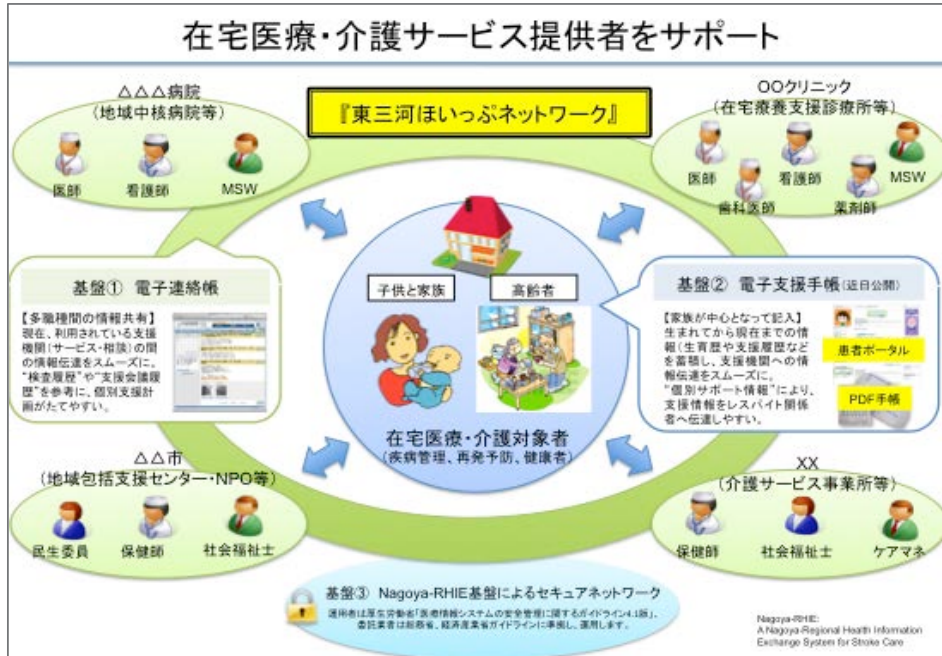 在宅医療・介護サービス提供者をサポート
△△△病院
（地域中核病院等）
医師
看護師
MSW
『東三河ほいっぷネットワーク』
○○クリニック
（在宅療養支援診療所等）
医師
看護師
MSW
歯科医師
薬剤師
基盤① 電子連絡帳
【多職種間の情報共有】
現在、利用されている支援
機関（サービス・相談）の間
の情報伝達をスムーズに。
“検査履歴”や“支援会議履
歴”を参考に、個別支援計
画がたてやすい。
子供と家族
高齢者
在宅医療・介護対象者
（疾病管理、再発予防、健康者）
基盤② 電子支援手帳（近日公開）
【家族が中心となって記入】
生まれてから現在までの情
報（生育歴や支援履歴などを
を蓄積し、支援機関への情
報伝達をスムーズに。
“個別サポート情報”により、
支援情報をレスパイト関係
者へ伝達しやすい。
患者ポータル
PDF手帳
△△市
（地域包括支援センター・NPO等）
民生委員
保健師
社会福祉士
XX
（介護サービス事業所等）
保健師
社会福祉士
ケアマネ
基盤③ Nagoya-RHIE基盤によるセキュアネットワーク
運用者は厚生労働省「医療情報システムの安全管理に関するガイドライン4.1版」、
委託業者は総務省、経済産業省ガイドラインに準拠し、運用します。
Nagoya-RHIE:
A Nagoya-Regional Health Information
Exchange System for Stroke Care